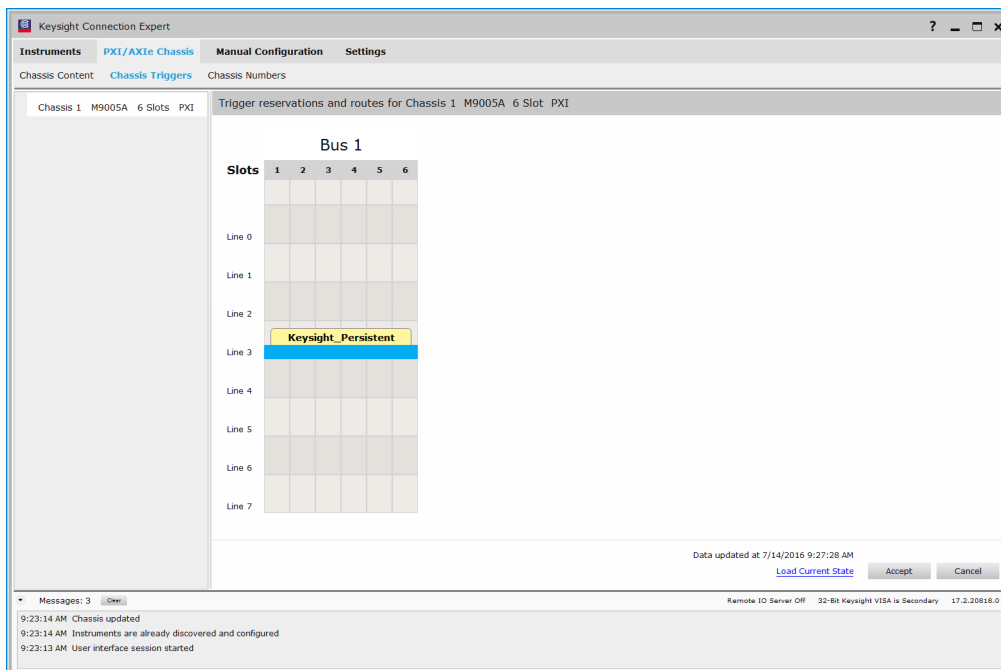 Keysight Connection Expert
?
Instruments PXI/AXIe Chassis Manual Configuration Settings
Chassis Content Chassis Triggers Chassis Numbers
Chassis 1 M9005A 6 Slots PXI
Trigger reservations and routes for Chassis 1 M9005A 6 Slot PXI
Bus 1
Slots 1 2 3 4 5 6
Line 0
Line 1
Line 2
Keysight_Persistent
Line 3
Line 4
Line 5
Line 6
Line 7
Data updated at 7/14/2016 9:27:28 AM
Load Current State Accept Cancel
Messages: 3 Clear Remote IO Server Off 32-Bit Keysight VISA is Secondary 17.2.20818.0
9:23:14 AM Chassis updated
9:23:14 AM Instruments are already discovered and configured
9:23:13 AM User interface session started